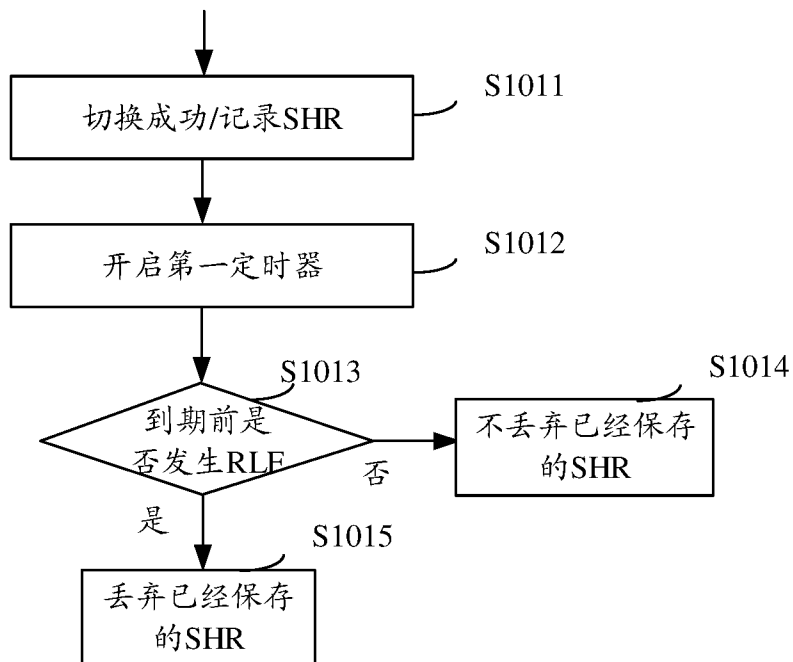 切换成功/记录SHR
S1011
开启第一定时器
S1012
到期前是
否发生RLF
S1013
否
不丢弃已经保存
的SHR
S1014
是
丢弃已经保存
的SHR
S1015